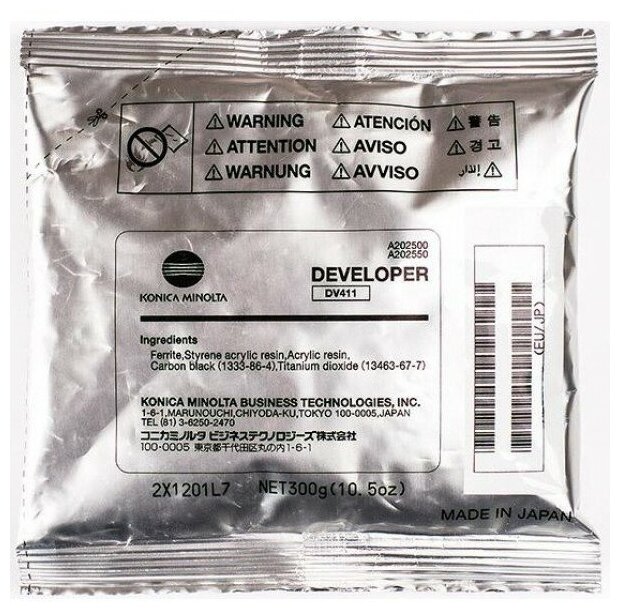 WARNING ATENCIÓN 警告
ATTENTION AVISO 경고
WARNUNG AVVISO إنذار
A202500
A202550
KONICA MINOLTA
DEVELOPER
DV411
Ingredients
Ferrite,Styrene acrylic resin,Acrylic resin,
Carbon black (1333-86-4),Titanium dioxide (13463-67-7)
KONICA MINOLTA BUSINESS TECHNOLOGIES, INC.
1-6-1,MARUNOUCHI,CHIYODA-KU,TOKYO 100-0005,JAPAN
TEL (81) 3-6250-2470
コニカミノルタ ビジネステクノロジーズ株式会社
100-0005 東京都千代田区丸の内1-6-1
(EU/JP)
2X1201L7 NET300g(10.5oz)
MADE IN JAPAN